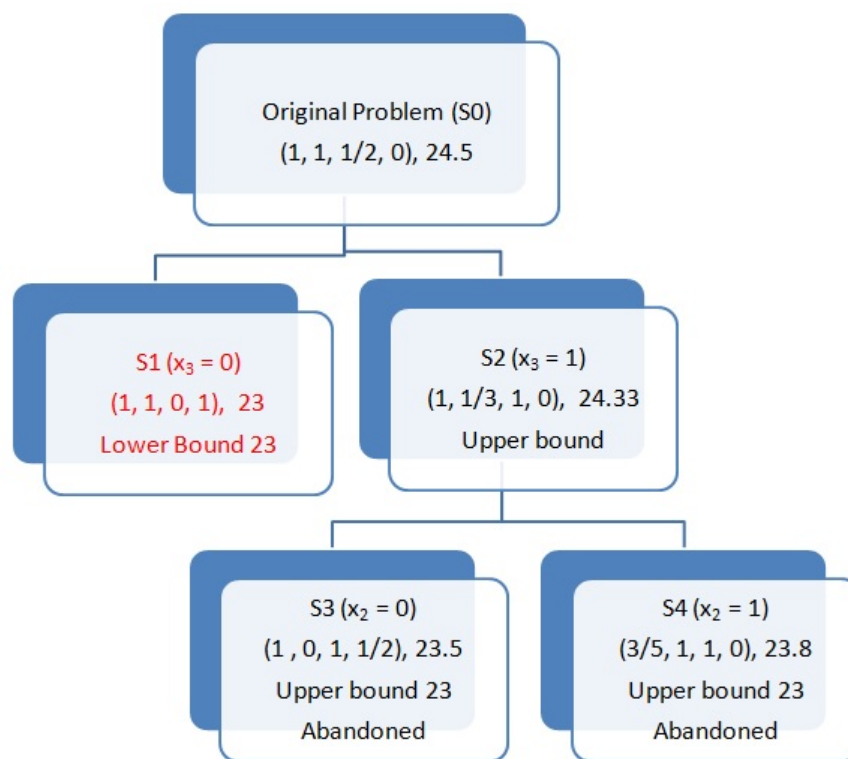 Original Problem (S0)
(1, 1, 1/2, 0), 24.5
S1 (x₃ = 0)
(1, 1, 0, 1),  23
Lower Bound 23
S2 (x₃ = 1)
(1, 1/3, 1, 0),  24.33
Upper bound
S3 (x₂ = 0)
(1 , 0, 1, 1/2), 23.5
Upper bound 23
Abandoned
S4 (x₂ = 1)
(3/5, 1, 1, 0), 23.8
Upper bound 23
Abandoned